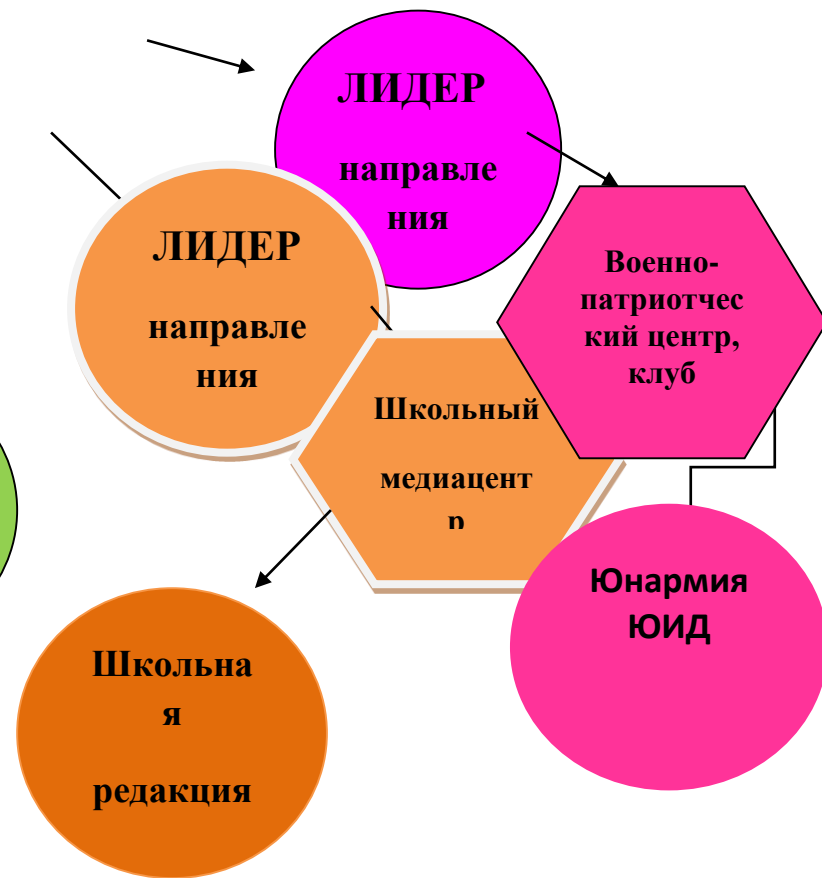 ЛИДЕР
направле
ния
ЛИДЕР
направле
ния
Военно-
патриотчес
кий центр,
клуб
Школьный
медиацент
р
Юнармия
ЮИД
Школьна
я
редакция